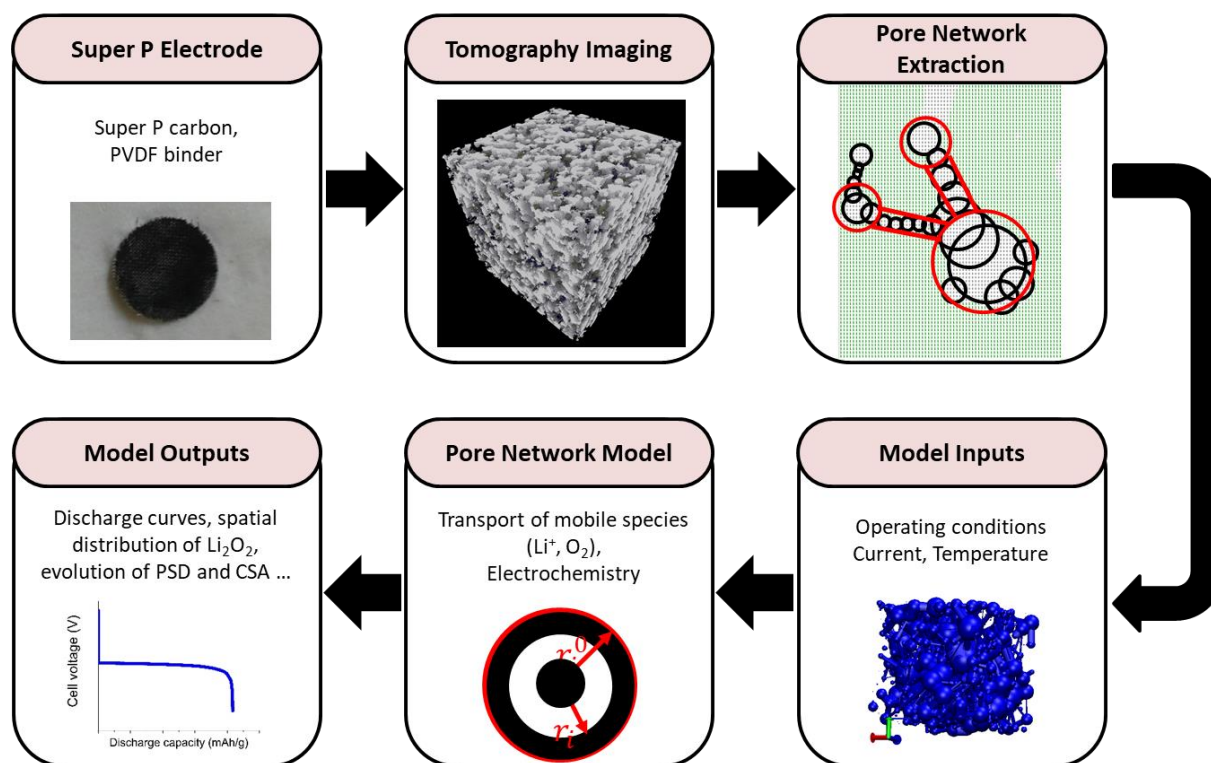 Super P Electrode
Super P carbon,
PVDF binder
Tomography Imaging
Pore Network
Extraction
Model Outputs
Discharge curves, spatial
distribution of Li₂O₂,
evolution of PSD and CSA ...
Cell voltage (V)
Discharge capacity (mAh/g)
Pore Network Model
Transport of mobile species
(Li⁺, O₂),
Electrochemistry
rᵢ⁰
rᵢ
Model Inputs
Operating conditions
Current, Temperature